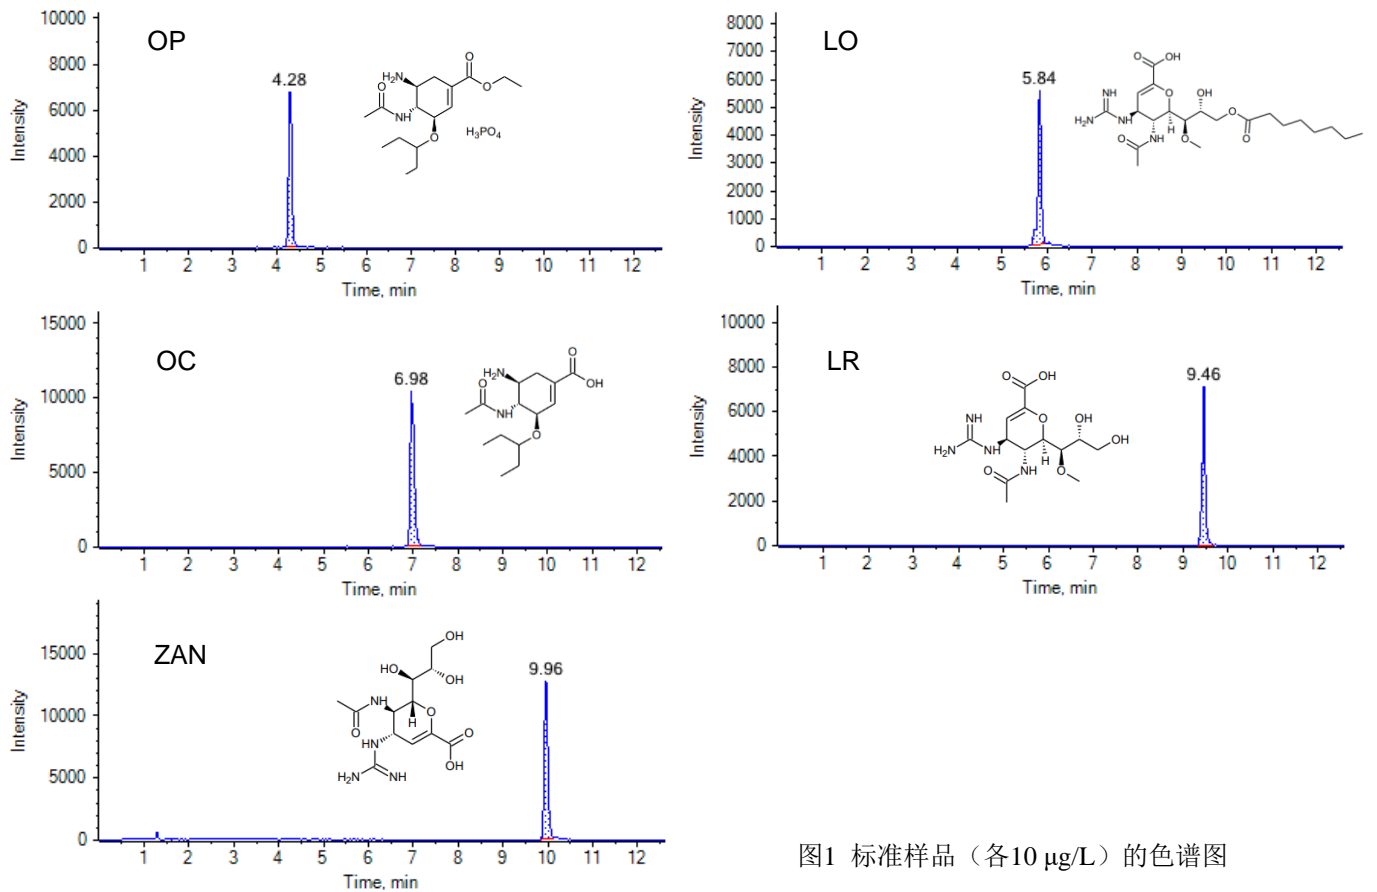 OP
4.28
H₂N
O
O
O
NH
O
H₃PO₄
Intensity
10000
8000
6000
4000
2000
0
1 2 3 4 5 6 7 8 9 10 11 12
Time, min
LO
5.84
O
OH
NH
H₂N
NH
O
H
OH
O
O
O
NH
O
Intensity
8000
7000
6000
5000
4000
3000
2000
1000
0
1 2 3 4 5 6 7 8 9 10 11 12
Time, min
OC
6.98
H₂N
O
OH
O
NH
O
Intensity
15000
10000
5000
0
1 2 3 4 5 6 7 8 9 10 11 12
Time, min
LR
9.46
O
OH
NH
H₂N
NH
O
H
OH
OH
O
NH
O
Intensity
10000
8000
6000
4000
2000
0
1 2 3 4 5 6 7 8 9 10 11 12
Time, min
ZAN
9.96
OH
HO
OH
NH
O
H
O
O
OH
HN
H₂N
NH
Intensity
15000
10000
5000
0
1 2 3 4 5 6 7 8 9 10 11 12
Time, min
图1 标准样品（各10 μg/L）的色谱图